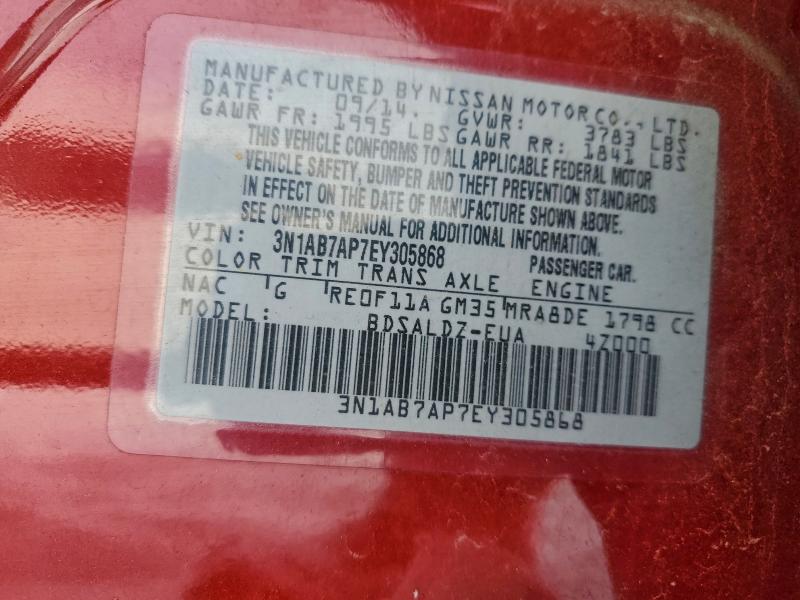 MANUFACTURED BY NISSAN MOTOR CO., LTD.
DATE: 09/14. GVWR: 3783 LBS
GAWR FR: 1995 LBS GAWR RR: 1841 LBS
THIS VEHICLE CONFORMS TO ALL APPLICABLE FEDERAL MOTOR
VEHICLE SAFETY, BUMPER AND THEFT PREVENTION STANDARDS
IN EFFECT ON THE DATE OF MANUFACTURE SHOWN ABOVE.
SEE OWNER'S MANUAL FOR ADDITIONAL INFORMATION.
VIN: 3N1AB7AP7EY305868 PASSENGER CAR.
COLOR TRIM TRANS AXLE ENGINE
NAC G RE0F11A GM35 MRA8DE 1798 CC
MODEL: BDSALDZ-EUA 4Z000
3N1AB7AP7EY305868